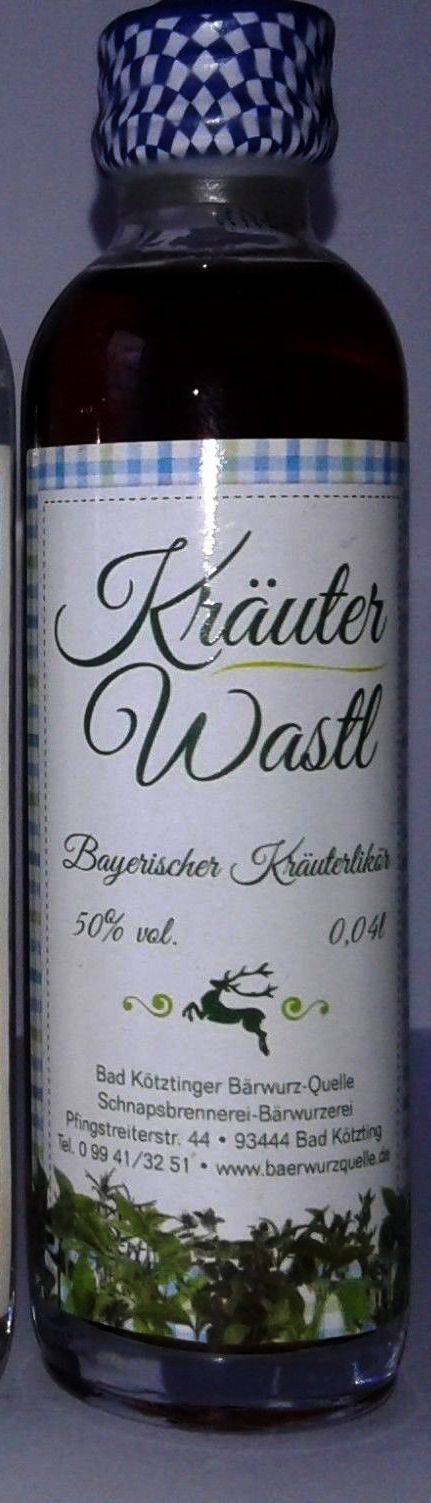 Kräuter
Wastl
Bayerischer Kräuterlikör
50% vol. 0,04l
Bad Kötztinger Bärwurz-Quelle
Schnapsbrennerei-Bärwurzerei
Pfingstreiterstr. 44 • 93444 Bad Kötzting
Tel. 0 99 41/32 51 • www.baerwurzquelle.de